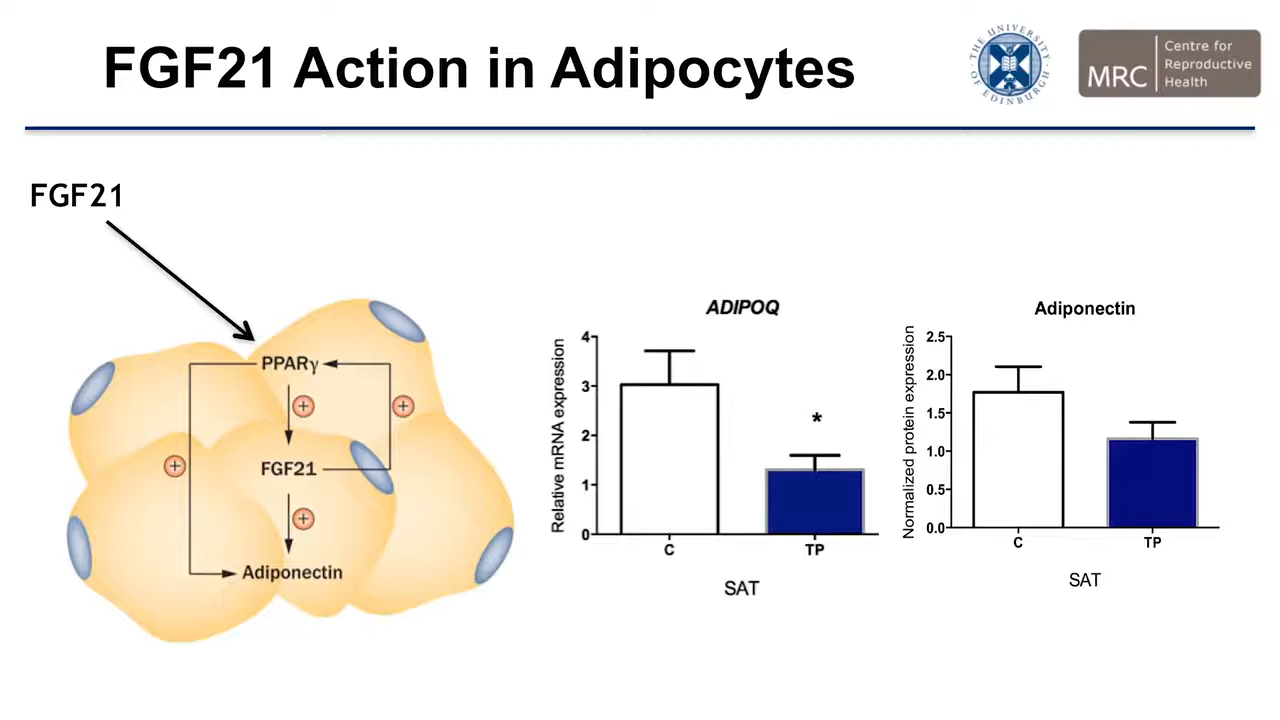 FGF21 Action in Adipocytes
THE UNIVERSITY OF EDINBURGH
MRC
Centre for
Reproductive
Health
FGF21
PPARγ
+
+
FGF21
+
+
Adiponectin
ADIPOQ
Relative mRNA expression
4
3
2
1
0
*
C
TP
SAT
Adiponectin
Normalized protein expression
2.5
2.0
1.5
1.0
0.5
0.0
C
TP
SAT